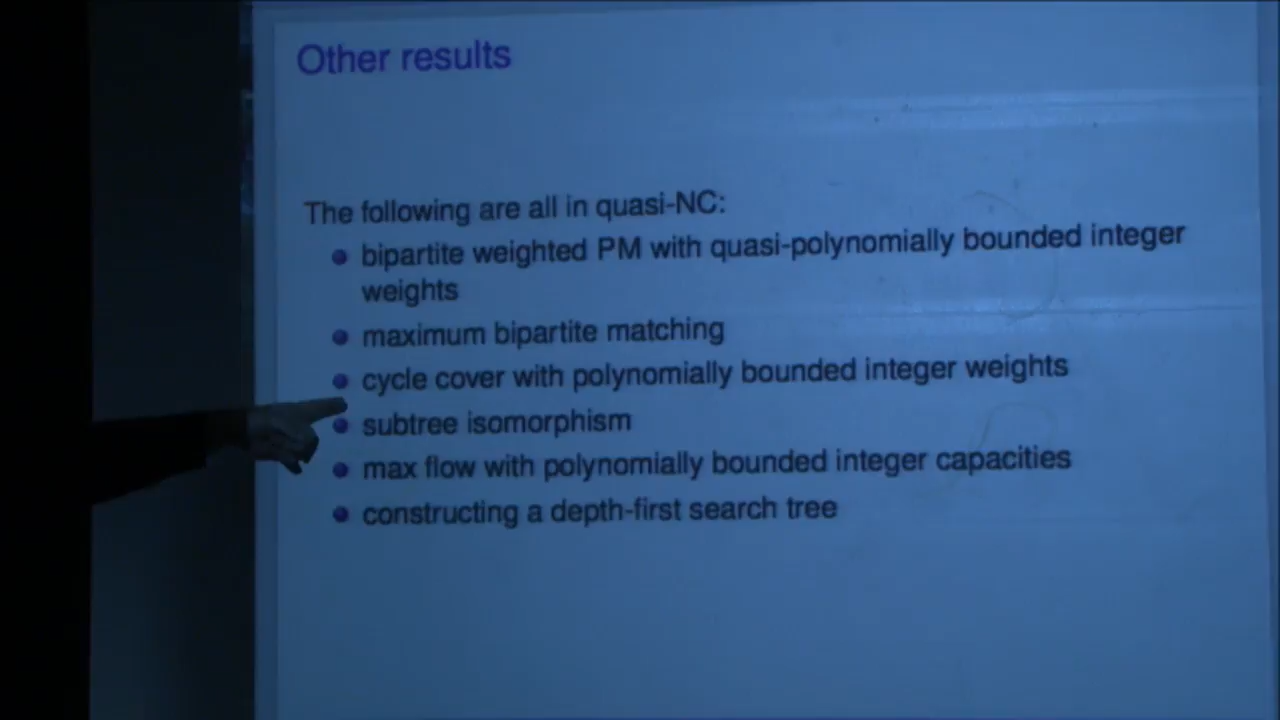 Other results
The following are all in quasi-NC:
bipartite weighted PM with quasi-polynomially bounded integer
weights
maximum bipartite matching
cycle cover with polynomially bounded integer weights
subtree isomorphism
max flow with polynomially bounded integer capacities
constructing a depth-first search tree